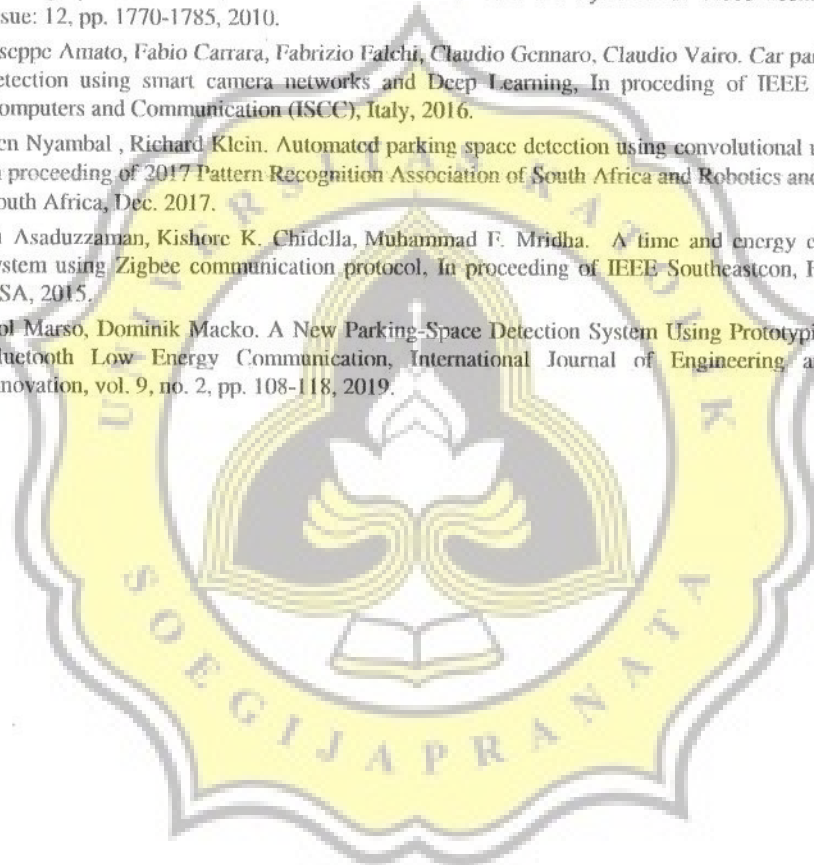 sue: 12, pp. 1770-1785, 2010.
seppe Amato, Fabio Carrara, Fabrizio Falchi, Claudio Gennaro, Claudio Vairo. Car par
etection using smart camera networks and Deep Learning, In proceding of IEEE
omputers and Communication (ISCC), Italy, 2016.
en Nyambal , Richard Klein. Automated parking space detection using convolutional
proceeding of 2017 Pattern Recognition Association of South Africa and Robotics and
outh Africa, Dec. 2017.
Asaduzzaman, Kishore K. Chidella, Muhammad F. Mridha. A time and energy e
ystem using Zigbee communication protocol, In proceeding of IEEE Southeastcon, F
SA, 2015.
ol Marso, Dominik Macko. A New Parking-Space Detection System Using Prototypi
luetooth Low Energy Communication, International Journal of Engineering a
novation, vol. 9, no. 2, pp. 108-118, 2019.
UNIVERSITAS KATOLIK
SOEGIJAPRANATA